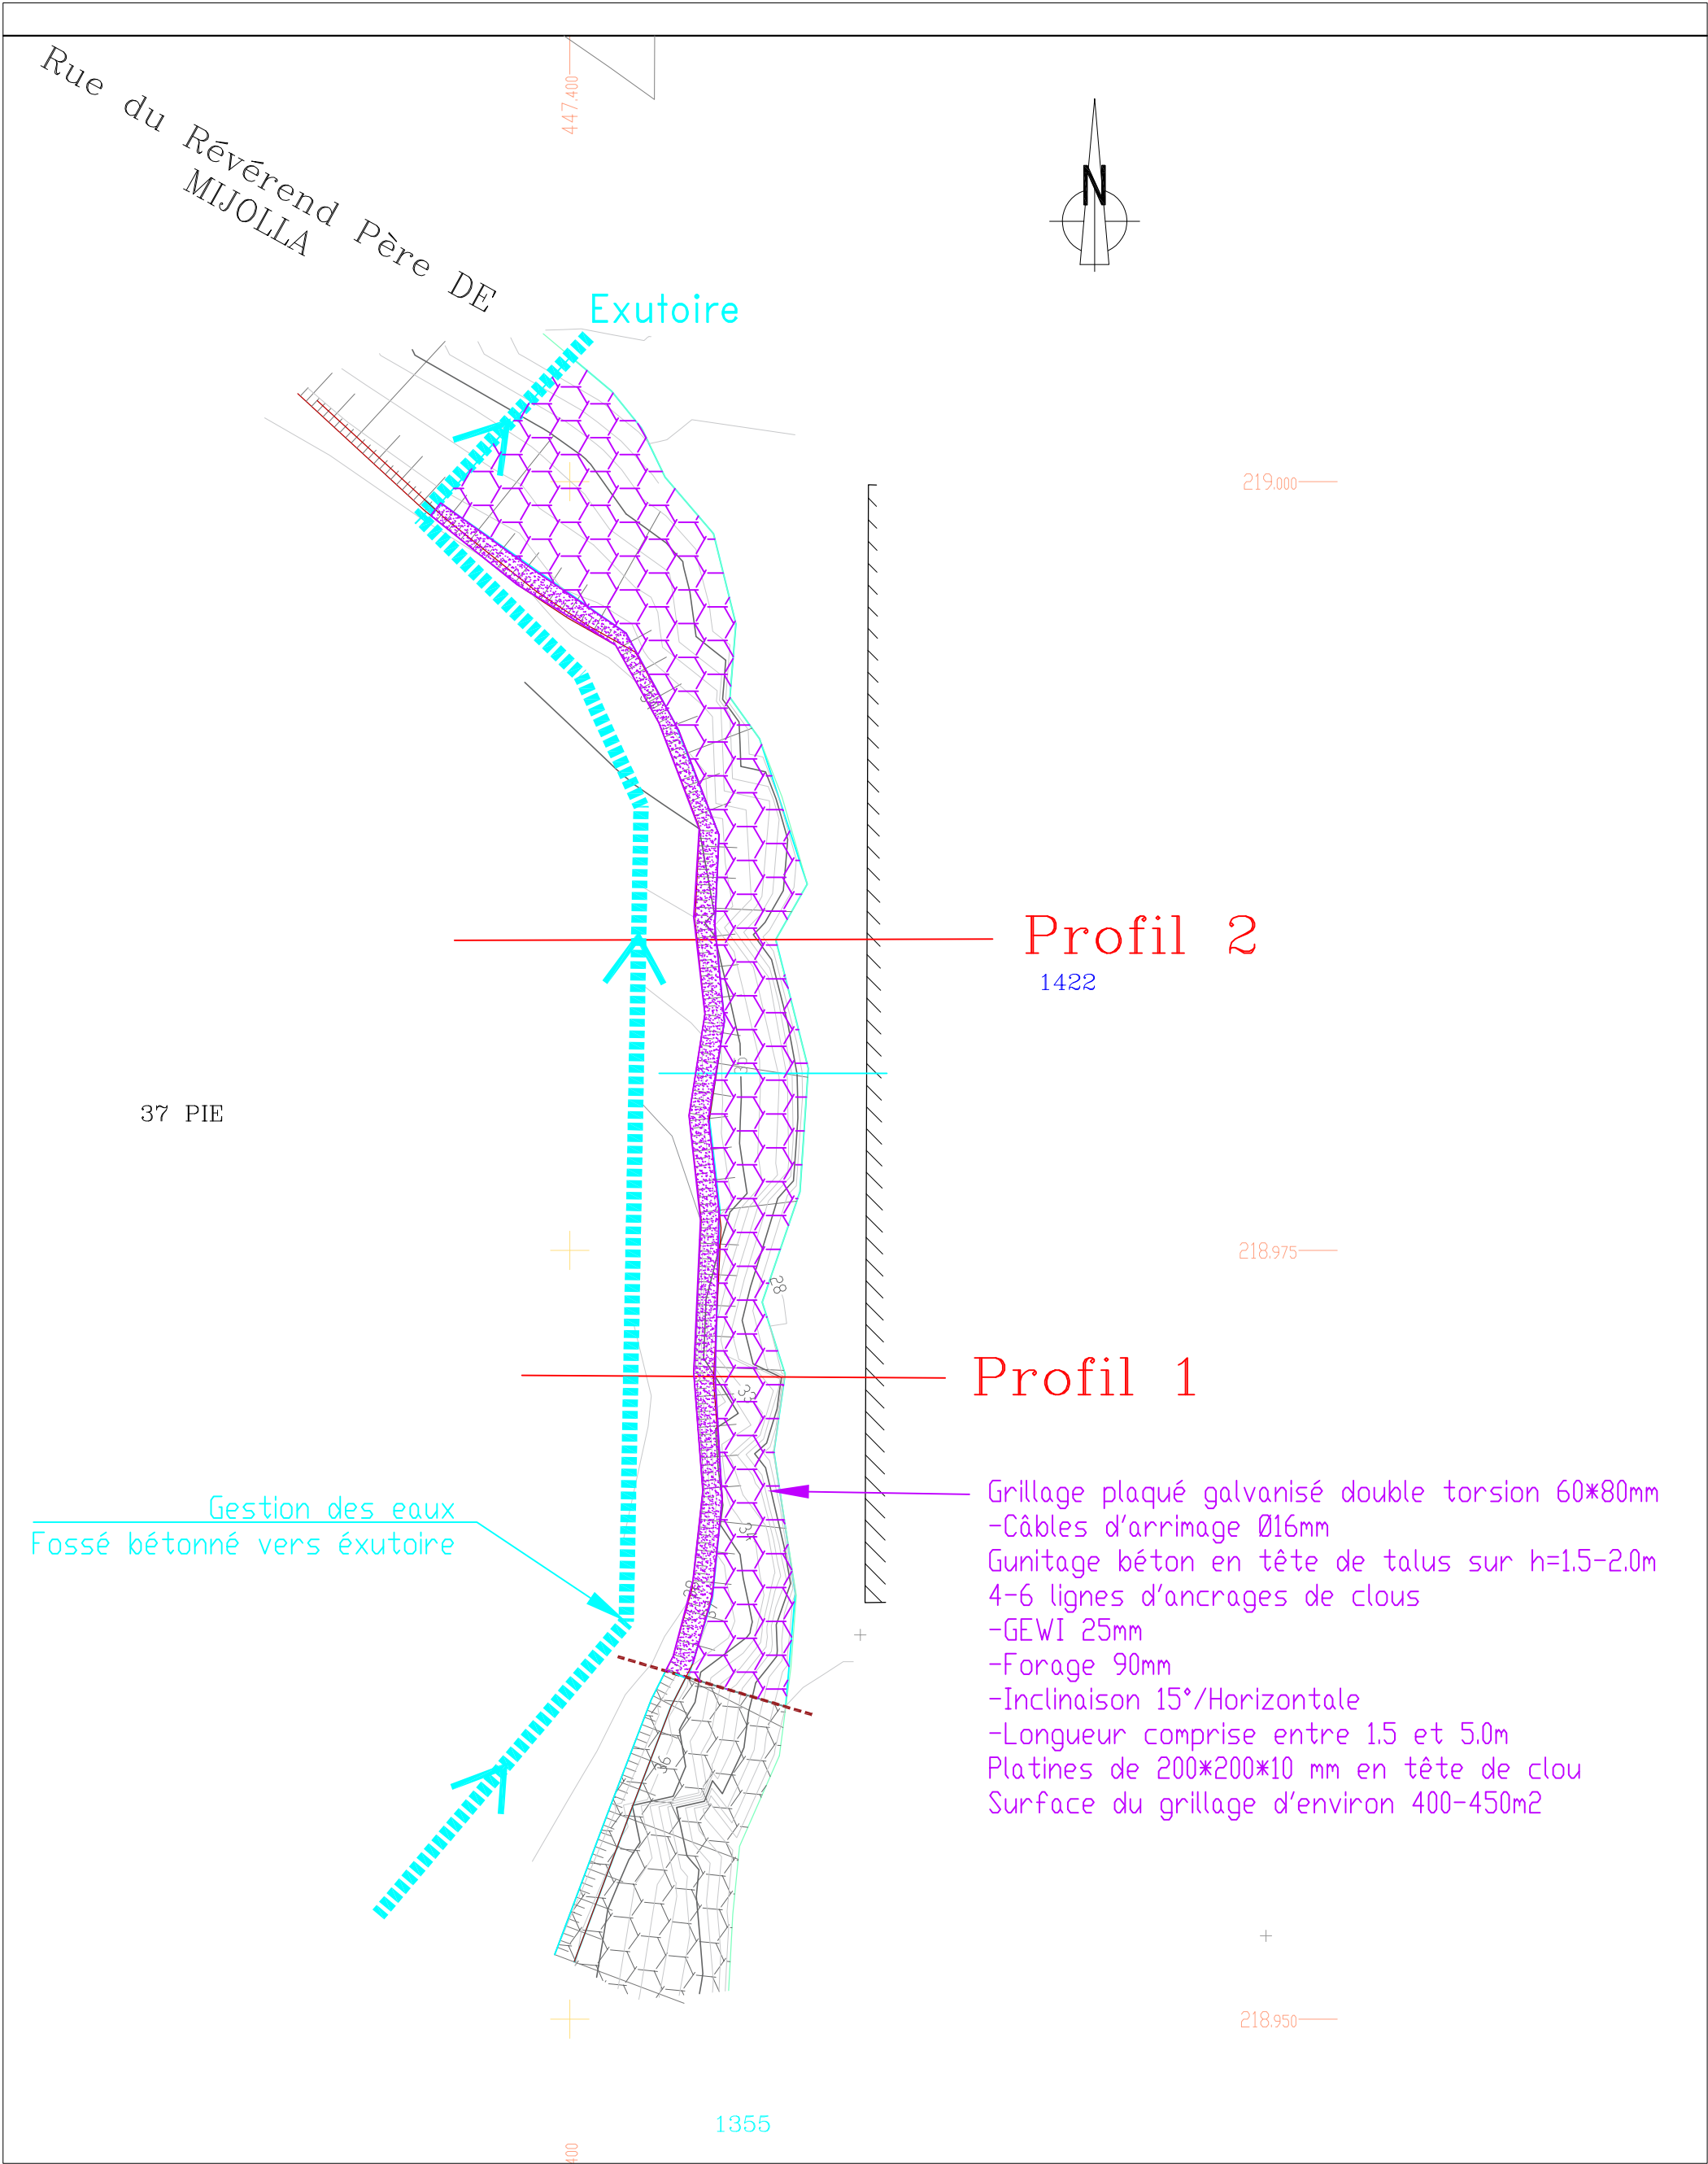 Rue du Révérend Père DE
MIJOLLA
447.400
N
Exutoire
219.000
Profil 2
1422
37 PIE
218.975
28
Profil 1
33
Grillage plaqué galvanisé double torsion 60*80mm
-Câbles d'arrimage Ø16mm
Gunitage béton en tête de talus sur h=1.5-2.0m
4-6 lignes d'ancrages de clous
-GEWI 25mm
-Forage 90mm
-Inclinaison 15°/Horizontale
-Longueur comprise entre 1.5 et 5.0m
Platines de 200*200*10 mm en tête de clou
Surface du grillage d'environ 400-450m2
Gestion des eaux
Fossé bétonné vers éxutoire
36
218.950
1355
400